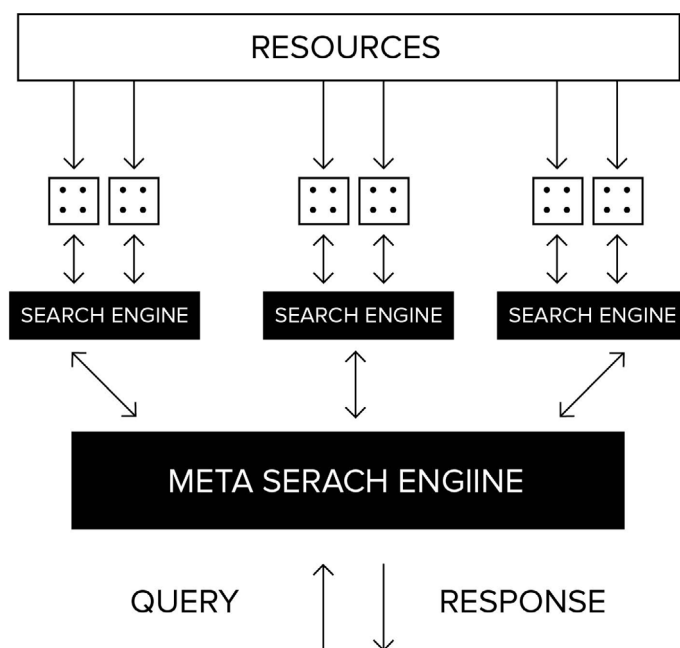 RESOURCES
SEARCH ENGINE
SEARCH ENGINE
SEARCH ENGINE
META SERACH ENGIINE
QUERY
RESPONSE